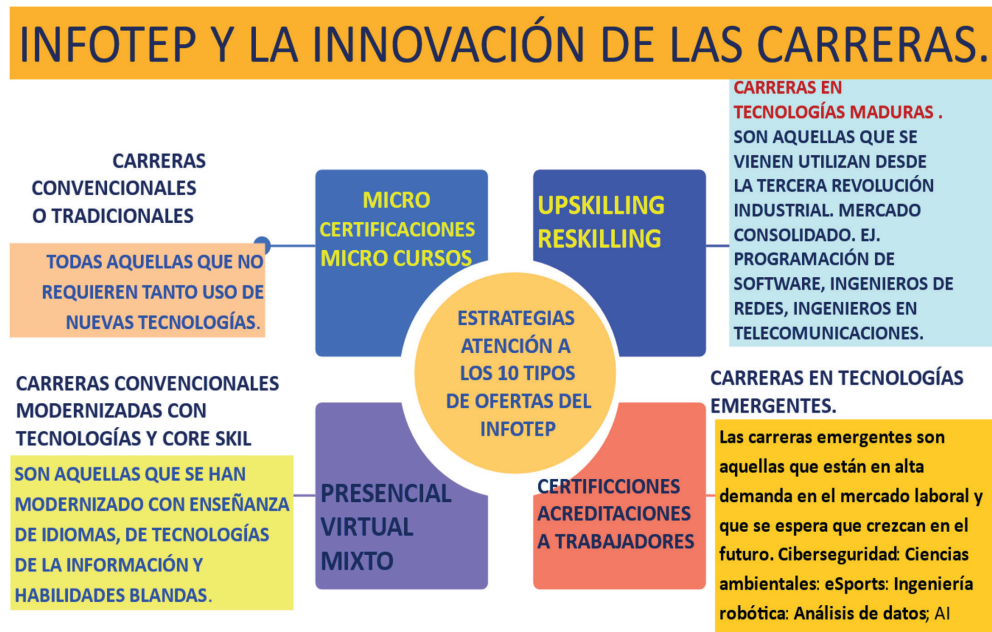 INFOTEP Y LA INNOVACIÓN DE LAS CARRERAS.
CARRERAS
CONVENCIONALES
O TRADICIONALES
TODAS AQUELLAS QUE NO
REQUIEREN TANTO USO DE
NUEVAS TECNOLOGÍAS.
MICRO
CERTIFICACIONES
MICRO CURSOS
UPSKILLING
RESKILLING
CARRERAS EN
TECNOLOGÍAS MADURAS .
SON AQUELLAS QUE SE
VIENEN UTILIZAN DESDE
LA TERCERA REVOLUCIÓN
INDUSTRIAL. MERCADO
CONSOLIDADO. EJ.
PROGRAMACIÓN DE
SOFTWARE, INGENIEROS DE
REDES, INGENIEROS EN
TELECOMUNICACIONES.
ESTRATEGIAS
ATENCIÓN A
LOS 10 TIPOS
DE OFERTAS DEL
INFOTEP
CARRERAS CONVENCIONALES
MODERNIZADAS CON
TECNOLOGÍAS Y CORE SKIL
SON AQUELLAS QUE SE HAN
MODERNIZADO CON ENSEÑANZA
DE IDIOMAS, DE TECNOLOGÍAS
DE LA INFORMACIÓN Y
HABILIDADES BLANDAS.
PRESENCIAL
VIRTUAL
MIXTO
CERTIFICCIONES
ACREDITACIONES
A TRABAJADORES
CARRERAS EN TECNOLOGÍAS
EMERGENTES.
Las carreras emergentes son
aquellas que están en alta
demanda en el mercado laboral y
que se espera que crezcan en el
futuro. Ciberseguridad: Ciencias
ambientales: eSports: Ingeniería
robótica: Análisis de datos; AI